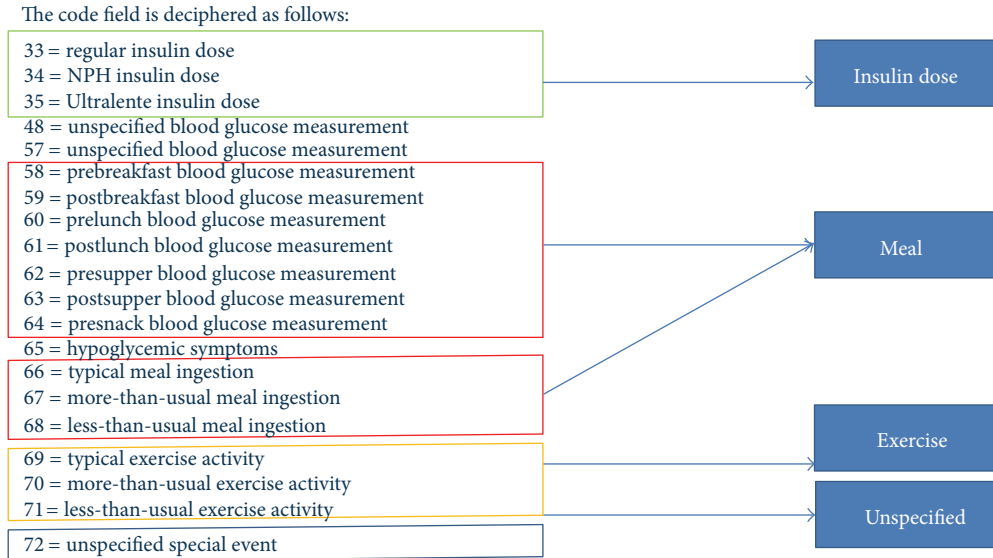 The code field is deciphered as follows:
33 = regular insulin dose
34 = NPH insulin dose
35 = Ultralente insulin dose
48 = unspecified blood glucose measurement
57 = unspecified blood glucose measurement
58 = prebreakfast blood glucose measurement
59 = postbreakfast blood glucose measurement
60 = prelunch blood glucose measurement
61 = postlunch blood glucose measurement
62 = presupper blood glucose measurement
63 = postsupper blood glucose measurement
64 = presnack blood glucose measurement
65 = hypoglycemic symptoms
66 = typical meal ingestion
67 = more-than-usual meal ingestion
68 = less-than-usual meal ingestion
69 = typical exercise activity
70 = more-than-usual exercise activity
71 = less-than-usual exercise activity
72 = unspecified special event
Insulin dose
Meal
Exercise
Unspecified